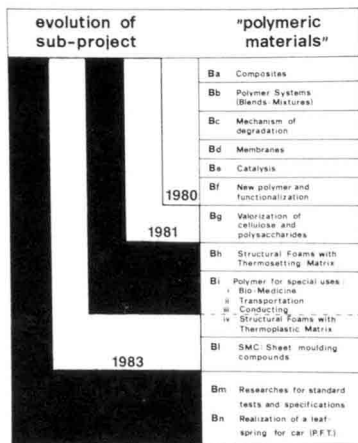 evolution of
sub-project
"polymeric
materials"
Ba Composites
Bb Polymer Systems
(Blends-Mixtures)
Bc Mechanism of
degradation
Bd Membranes
Be Catalysis
Bf New polymer and
functionalization
1980
Bg Valorization of
cellulose and
polysaccharides
1981
Bh Structural Foams with
Thermosetting Matrix
Bi Polymer for special uses:
i Bio-Medicine
ii Transportation
iii Conducting
iv Structural Foams with
Thermoplastic Matrix
Bl SMC: Sheet moulding
compounds
1983
Bm Researches for standard
tests and specifications
Bn Realization of a leaf-
spring for car (P.F.T.)